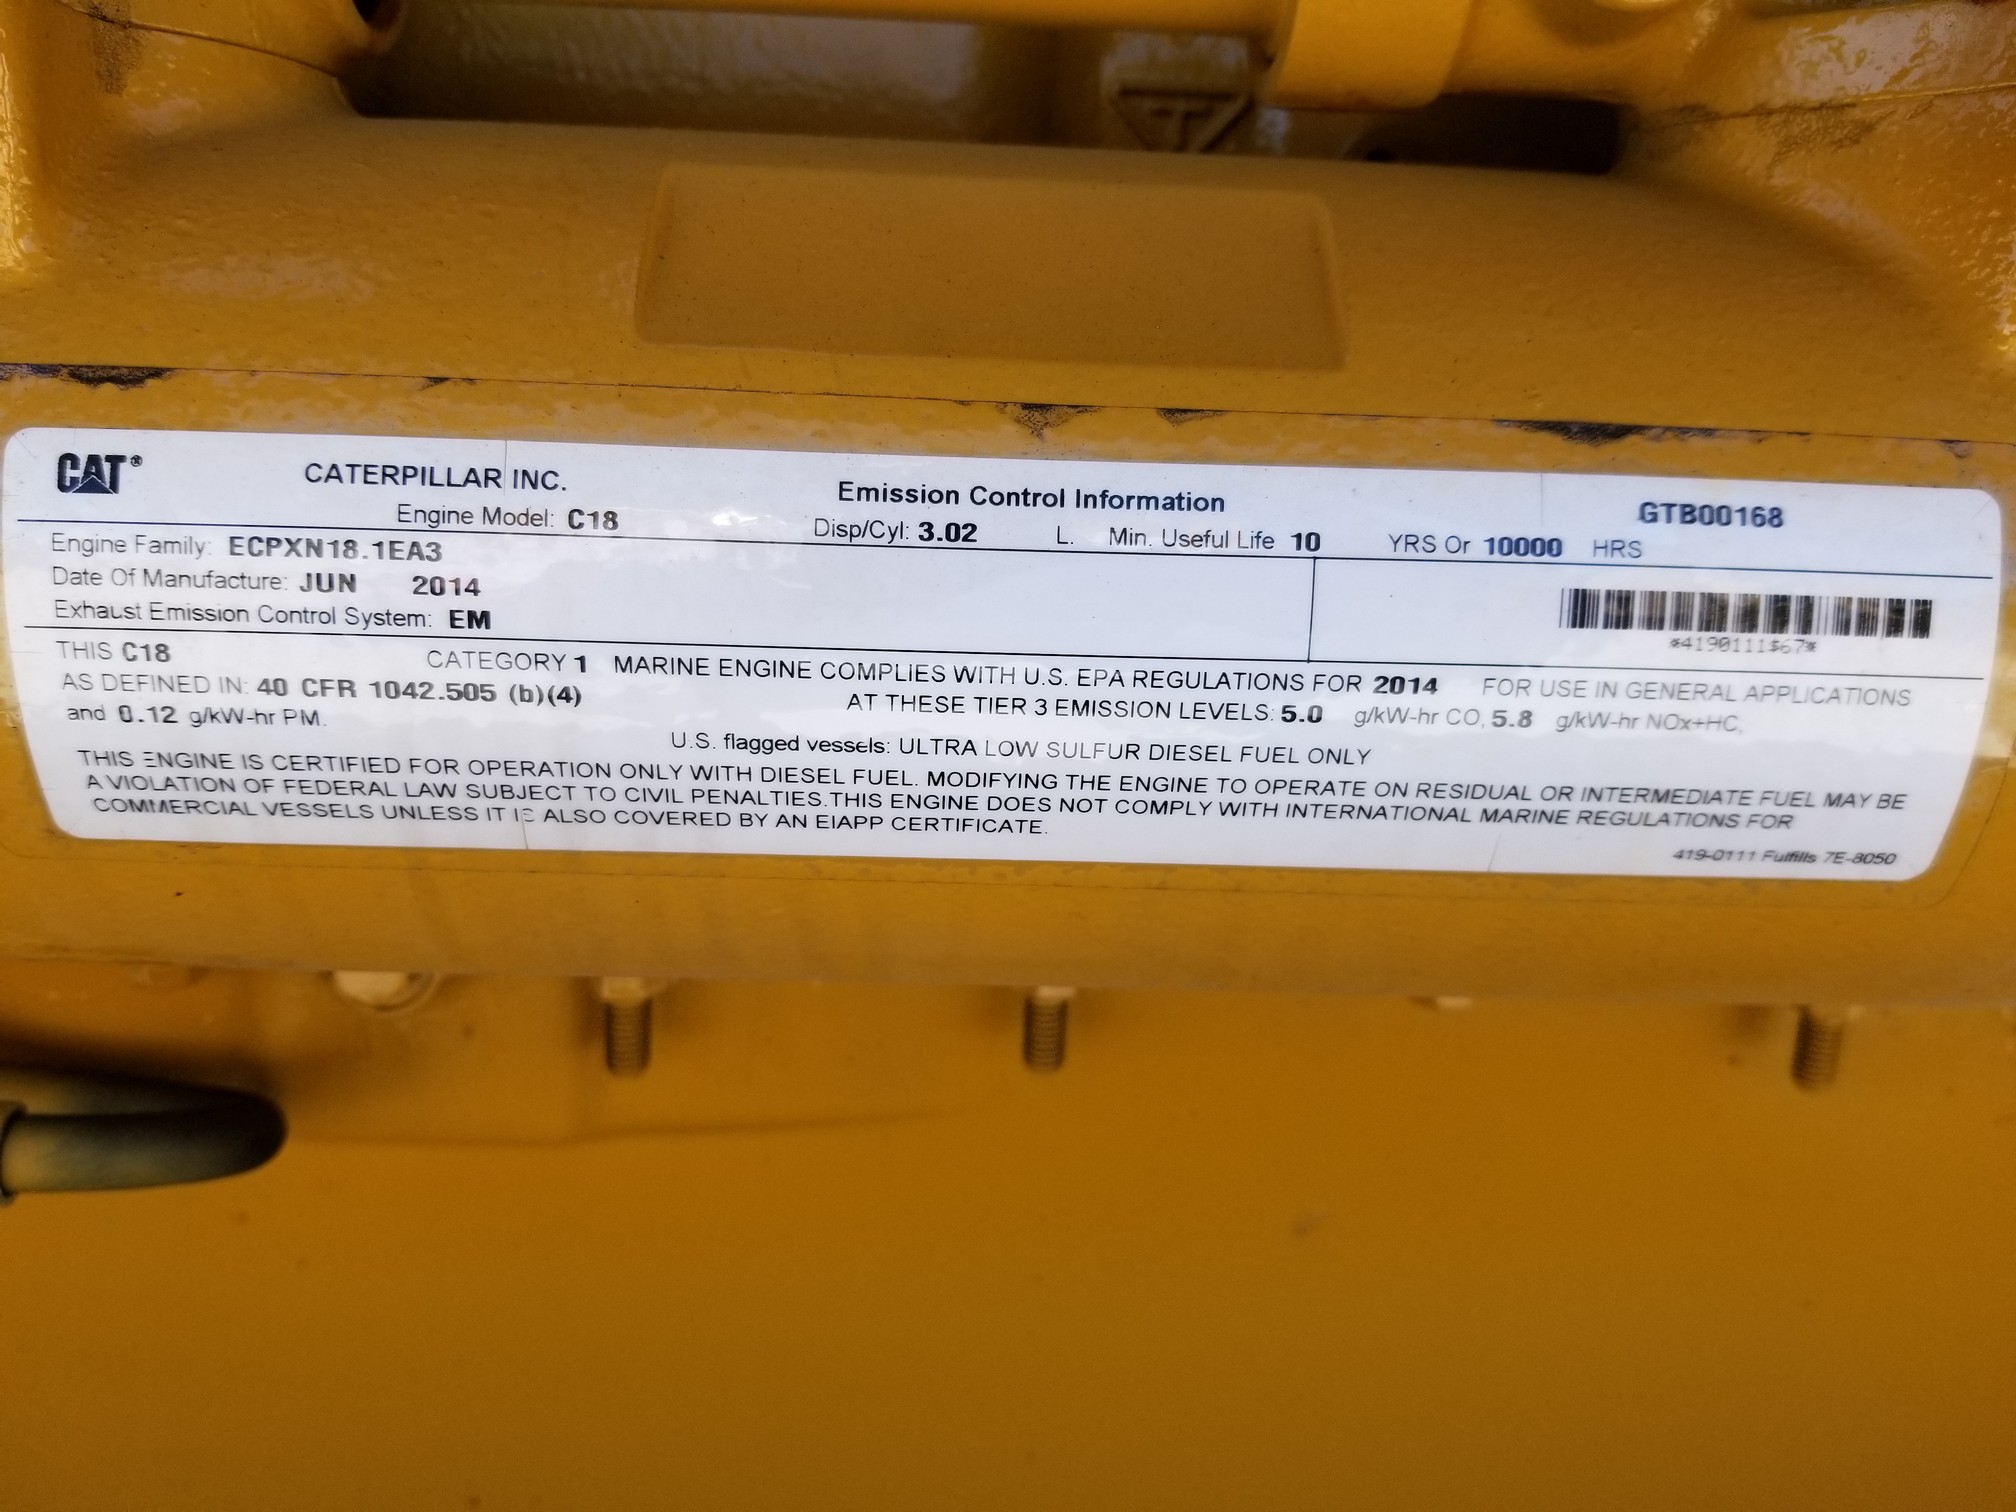 CAT®
CATERPILLAR INC.
Emission Control Information
GTB00168
Engine Model: C18
Disp/Cyl: 3.02 L. Min. Useful Life 10 YRS Or 10000 HRS
Engine Family: ECPXN18.1EA3
Date Of Manufacture: JUN 2014
Exhaust Emission Control System: EM
*4190111$67*
THIS C18 CATEGORY 1 MARINE ENGINE COMPLIES WITH U.S. EPA REGULATIONS FOR 2014 FOR USE IN GENERAL APPLICATIONS
AS DEFINED IN: 40 CFR 1042.505 (b)(4) AT THESE TIER 3 EMISSION LEVELS: 5.0 g/kW-hr CO, 5.8 g/kW-hr NOx+HC,
and 0.12 g/kW-hr PM.
U.S. flagged vessels: ULTRA LOW SULFUR DIESEL FUEL ONLY
THIS ENGINE IS CERTIFIED FOR OPERATION ONLY WITH DIESEL FUEL. MODIFYING THE ENGINE TO OPERATE ON RESIDUAL OR INTERMEDIATE FUEL MAY BE
A VIOLATION OF FEDERAL LAW SUBJECT TO CIVIL PENALTIES.THIS ENGINE DOES NOT COMPLY WITH INTERNATIONAL MARINE REGULATIONS FOR
COMMERCIAL VESSELS UNLESS IT IS ALSO COVERED BY AN EIAPP CERTIFICATE.
419-0111 Fulfills 7E-8050